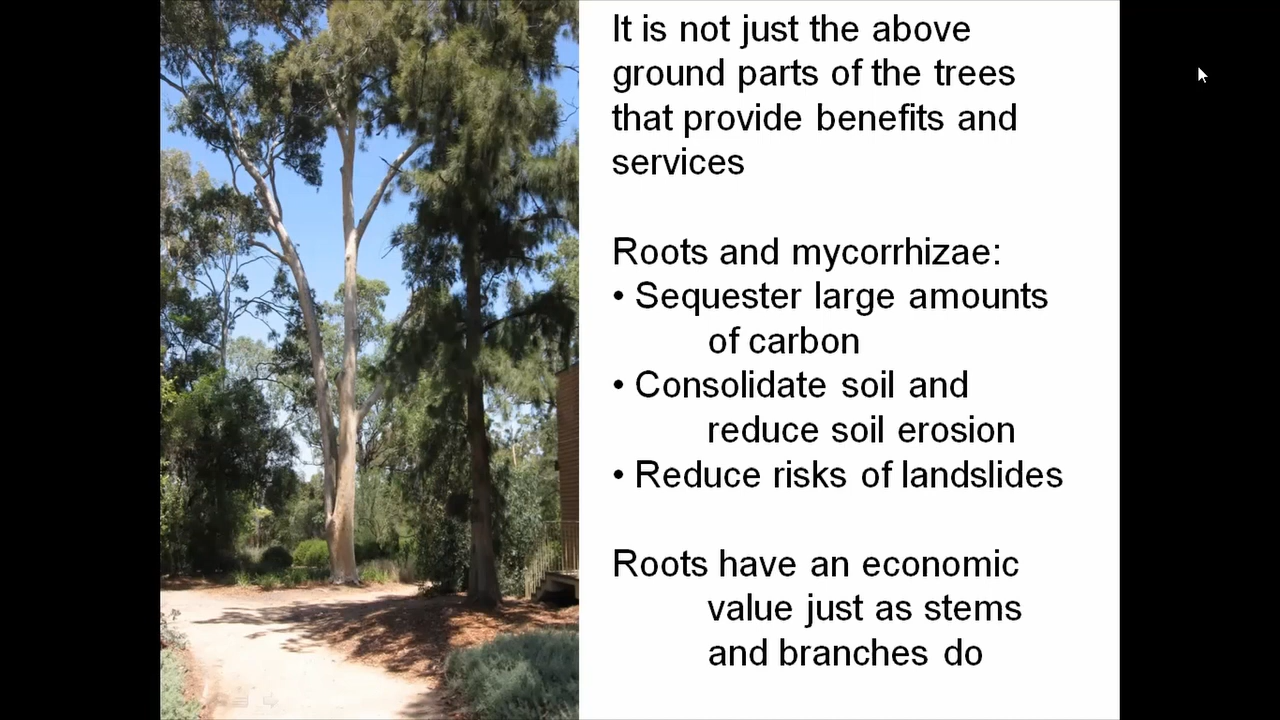 It is not just the above
ground parts of the trees
that provide benefits and
services
Roots and mycorrhizae:
• Sequester large amounts
of carbon
• Consolidate soil and
reduce soil erosion
• Reduce risks of landslides
Roots have an economic
value just as stems
and branches do